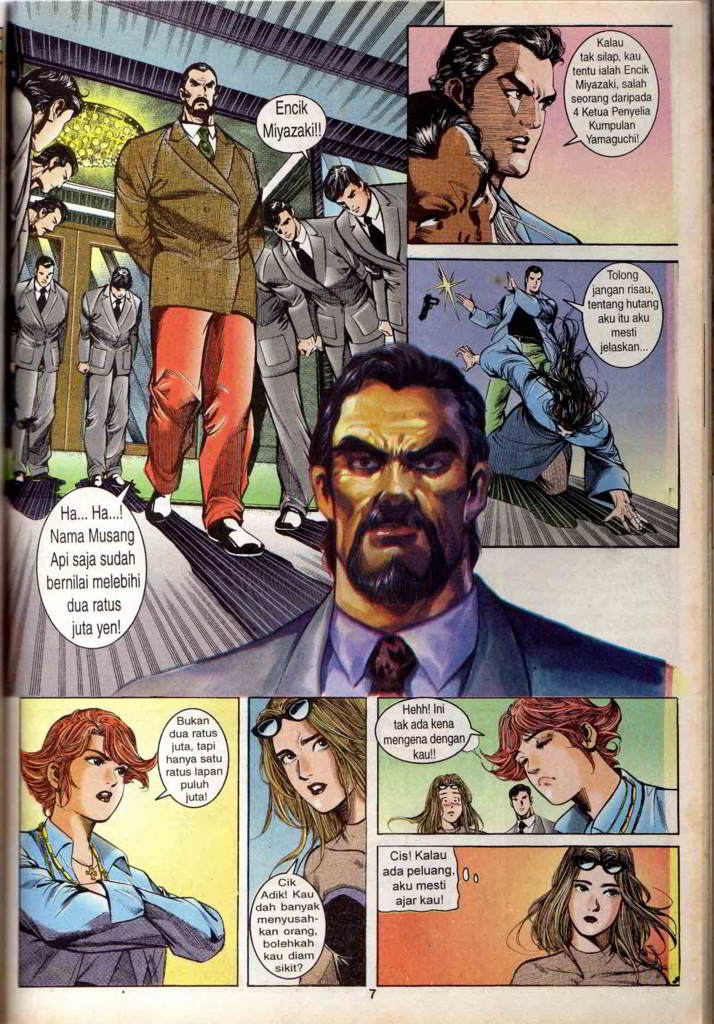 Encik
Miyazaki!!
Ha... Ha...!
Nama Musang
Api saja sudah
bernilai melebihi
dua ratus
juta yen!
Kalau
tak silap, kau
tentu ialah Encik
Miyazaki, salah
seorang daripada
4 Ketua Penyelia
Kumpulan
Yamaguchi!
Tolong
jangan risau,
tentang hutang
aku itu aku
mesti
jelaskan...
Bukan
dua ratus
juta, tapi
hanya satu
ratus lapan
puluh
juta!
Cik
Adik! Kau
dah banyak
menyusah-
kan orang,
bolehkah
kau diam
sikit?
Hehh! Ini
tak ada kena
mengena dengan
kau!!
Cis! Kalau
ada peluang,
aku mesti
ajar kau!
7